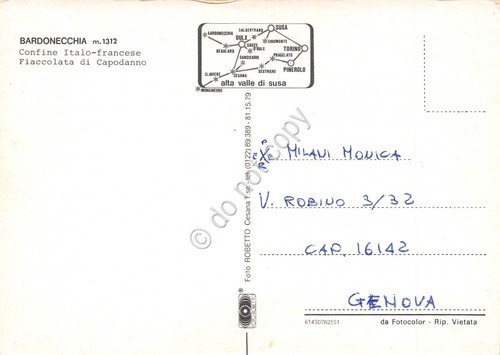 BARDONECCHIA m.1312
Confine Italo-francese
Fiaccolata di Capodanno
SUSA
BARDONECCHIA
SALBERTRAND
OULX
CHIOMONTE
BEAULARD
SAUZE D'OULX
TORINO
SANSICARIO
PRAGELATO
CLAVIERE
CESANA
SESTRIERE
PINEROLO
MONGINEVRO
alta valle di susa
MILANI MONICA
V. ROBINO 3/32
CAP. 16142
GENOVA
Foto ROBETTO Cesana T.se tel. (0122) 89.389 - 81.15.79
© do not copy
61450782551
da Fotocolor - Rip. Vietata